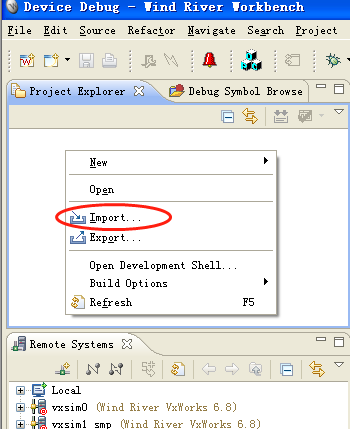 Device Debug - Wind River Workbench
File Edit Source Refactor Navigate Search Project
Project Explorer Debug Symbol Browse
New
Open
Import...
Export...
Open Development Shell...
Build Options
Refresh F5
Remote Systems
Local
vxsim0 (Wind River VxWorks 6.8)
vxsim1_smp (Wind River VxWorks 6.8)